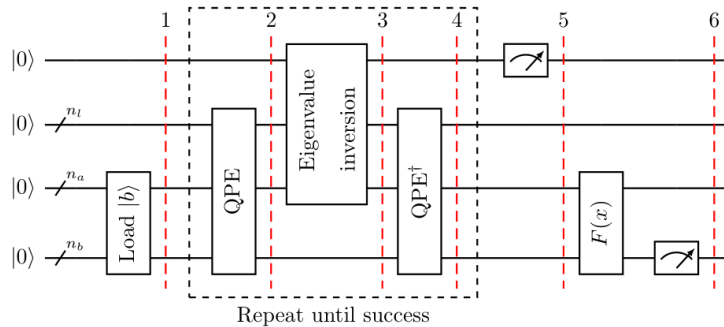 1 2 3 4 5 6
|0⟩
|0⟩ n_l
|0⟩ n_a
|0⟩ n_b
Load |b⟩
QPE
Eigenvalue
inversion
QPE†
F(x)
Repeat until success